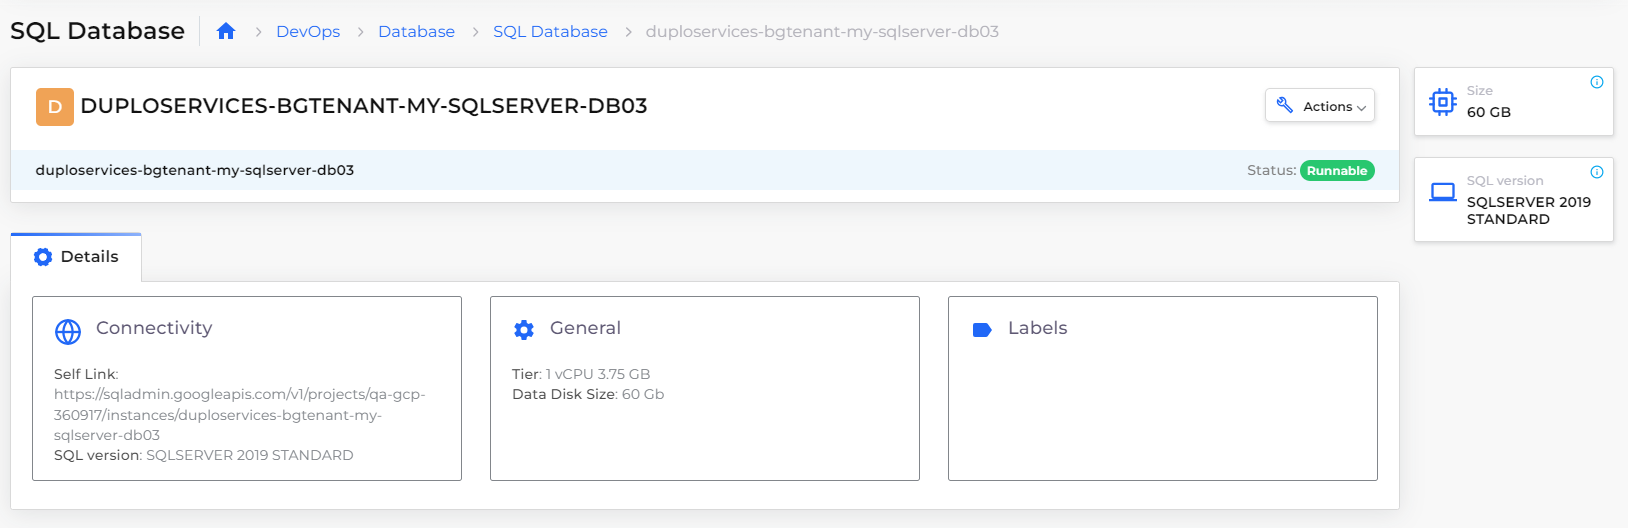 SQL Database
DevOps
Database
SQL Database
duploservices-bgtenant-my-sqlserver-db03
D
DUPLOSERVICES-BGTENANT-MY-SQLSERVER-DB03
Actions
duploservices-bgtenant-my-sqlserver-db03
Status: Runnable
Size
60 GB
SQL version
SQLSERVER 2019
STANDARD
Details
Connectivity
Self Link:
https://sqladmin.googleapis.com/v1/projects/qa-gcp-
360917/instances/duploservices-bgtenant-my-
sqlserver-db03
SQL version: SQLSERVER 2019 STANDARD
General
Tier: 1 vCPU 3.75 GB
Data Disk Size: 60 Gb
Labels